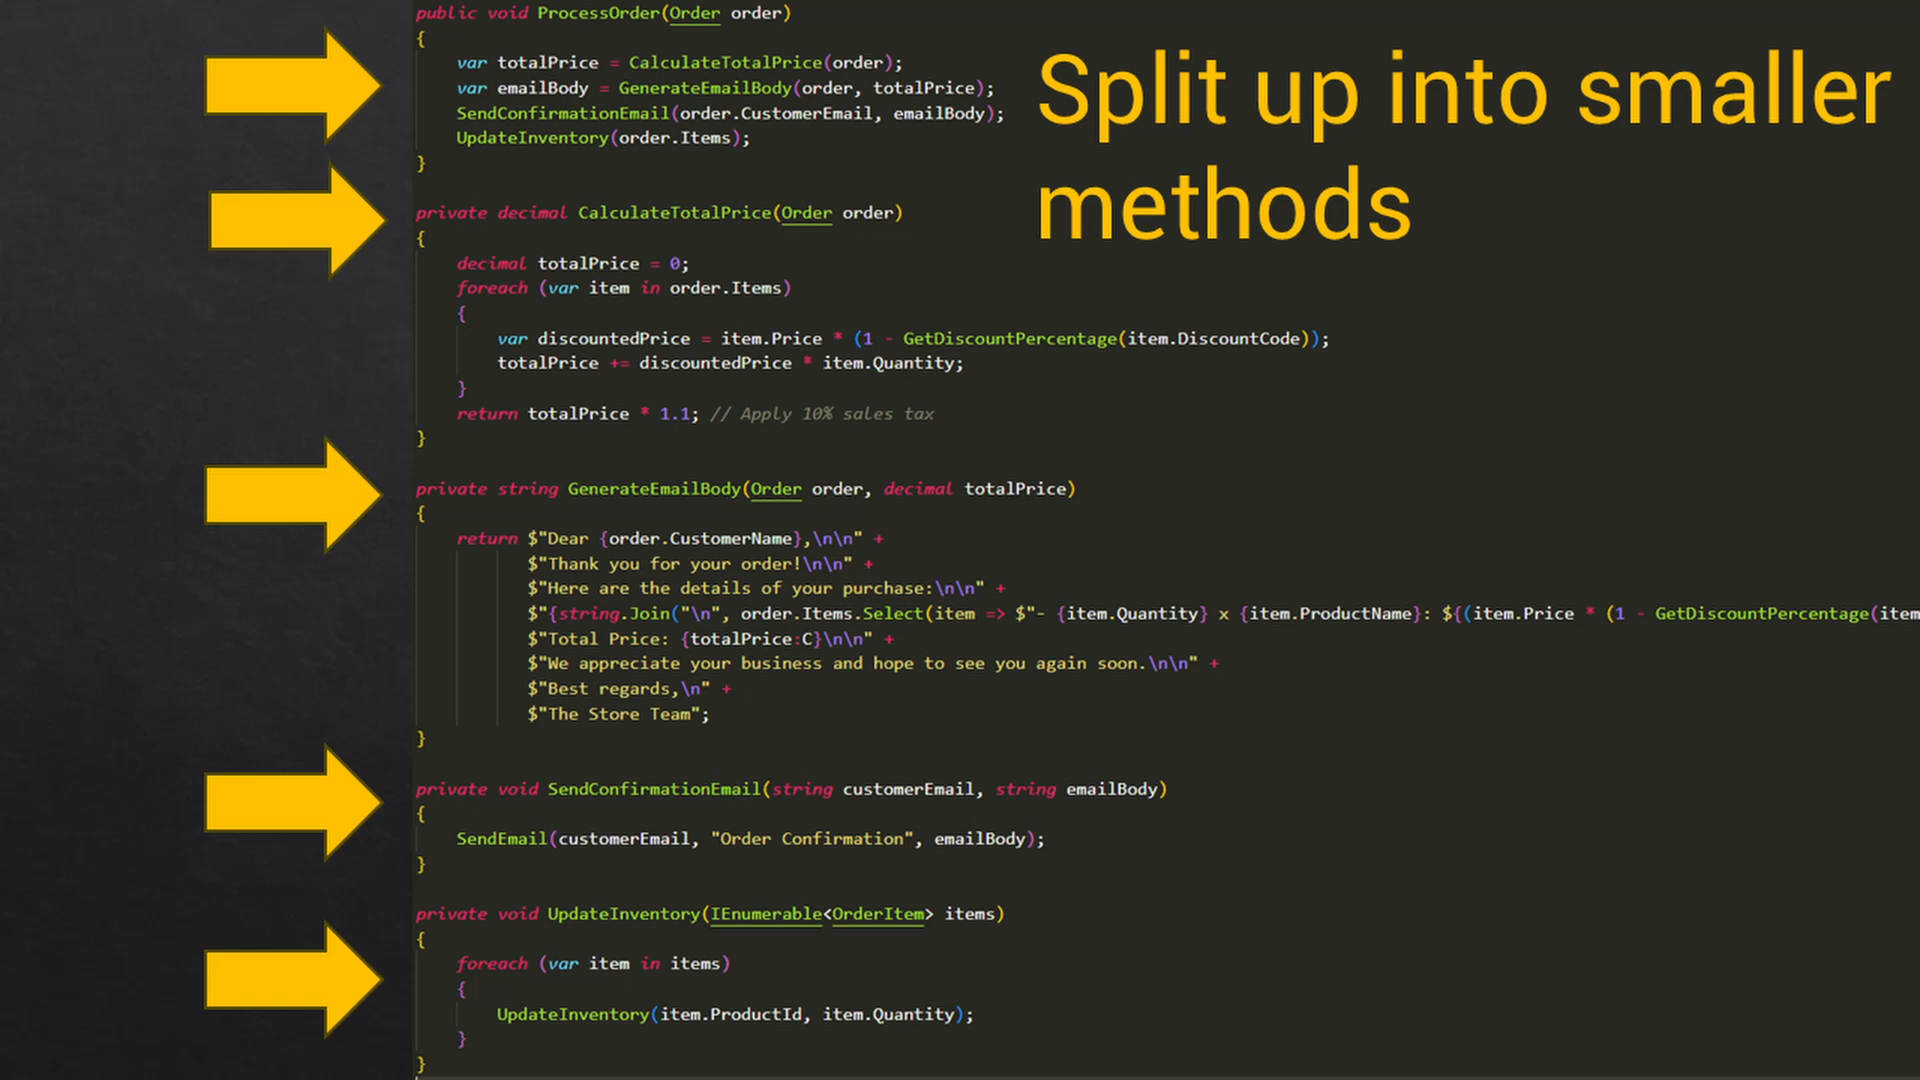 public void ProcessOrder(Order order)
{
    var totalPrice = CalculateTotalPrice(order);
    var emailBody = GenerateEmailBody(order, totalPrice);
    SendConfirmationEmail(order.CustomerEmail, emailBody);
    UpdateInventory(order.Items);
}
Split up into smaller
methods
private decimal CalculateTotalPrice(Order order)
{
    decimal totalPrice = 0;
    foreach (var item in order.Items)
    {
        var discountedPrice = item.Price * (1 - GetDiscountPercentage(item.DiscountCode));
        totalPrice += discountedPrice * item.Quantity;
    }
    return totalPrice * 1.1; // Apply 10% sales tax
}
private string GenerateEmailBody(Order order, decimal totalPrice)
{
    return $"Dear {order.CustomerName},\n\n" +
           $"Thank you for your order!\n\n" +
           $"Here are the details of your purchase:\n\n" +
           $"{string.Join("\n", order.Items.Select(item => $"- {item.Quantity} x {item.ProductName}: ${(item.Price * (1 - GetDiscountPercentage(item
           $"Total Price: {totalPrice:C}\n\n" +
           $"We appreciate your business and hope to see you again soon.\n\n" +
           $"Best regards,\n" +
           $"The Store Team";
}
private void SendConfirmationEmail(string customerEmail, string emailBody)
{
    SendEmail(customerEmail, "Order Confirmation", emailBody);
}
private void UpdateInventory(IEnumerable<OrderItem> items)
{
    foreach (var item in items)
    {
        UpdateInventory(item.ProductId, item.Quantity);
    }
}